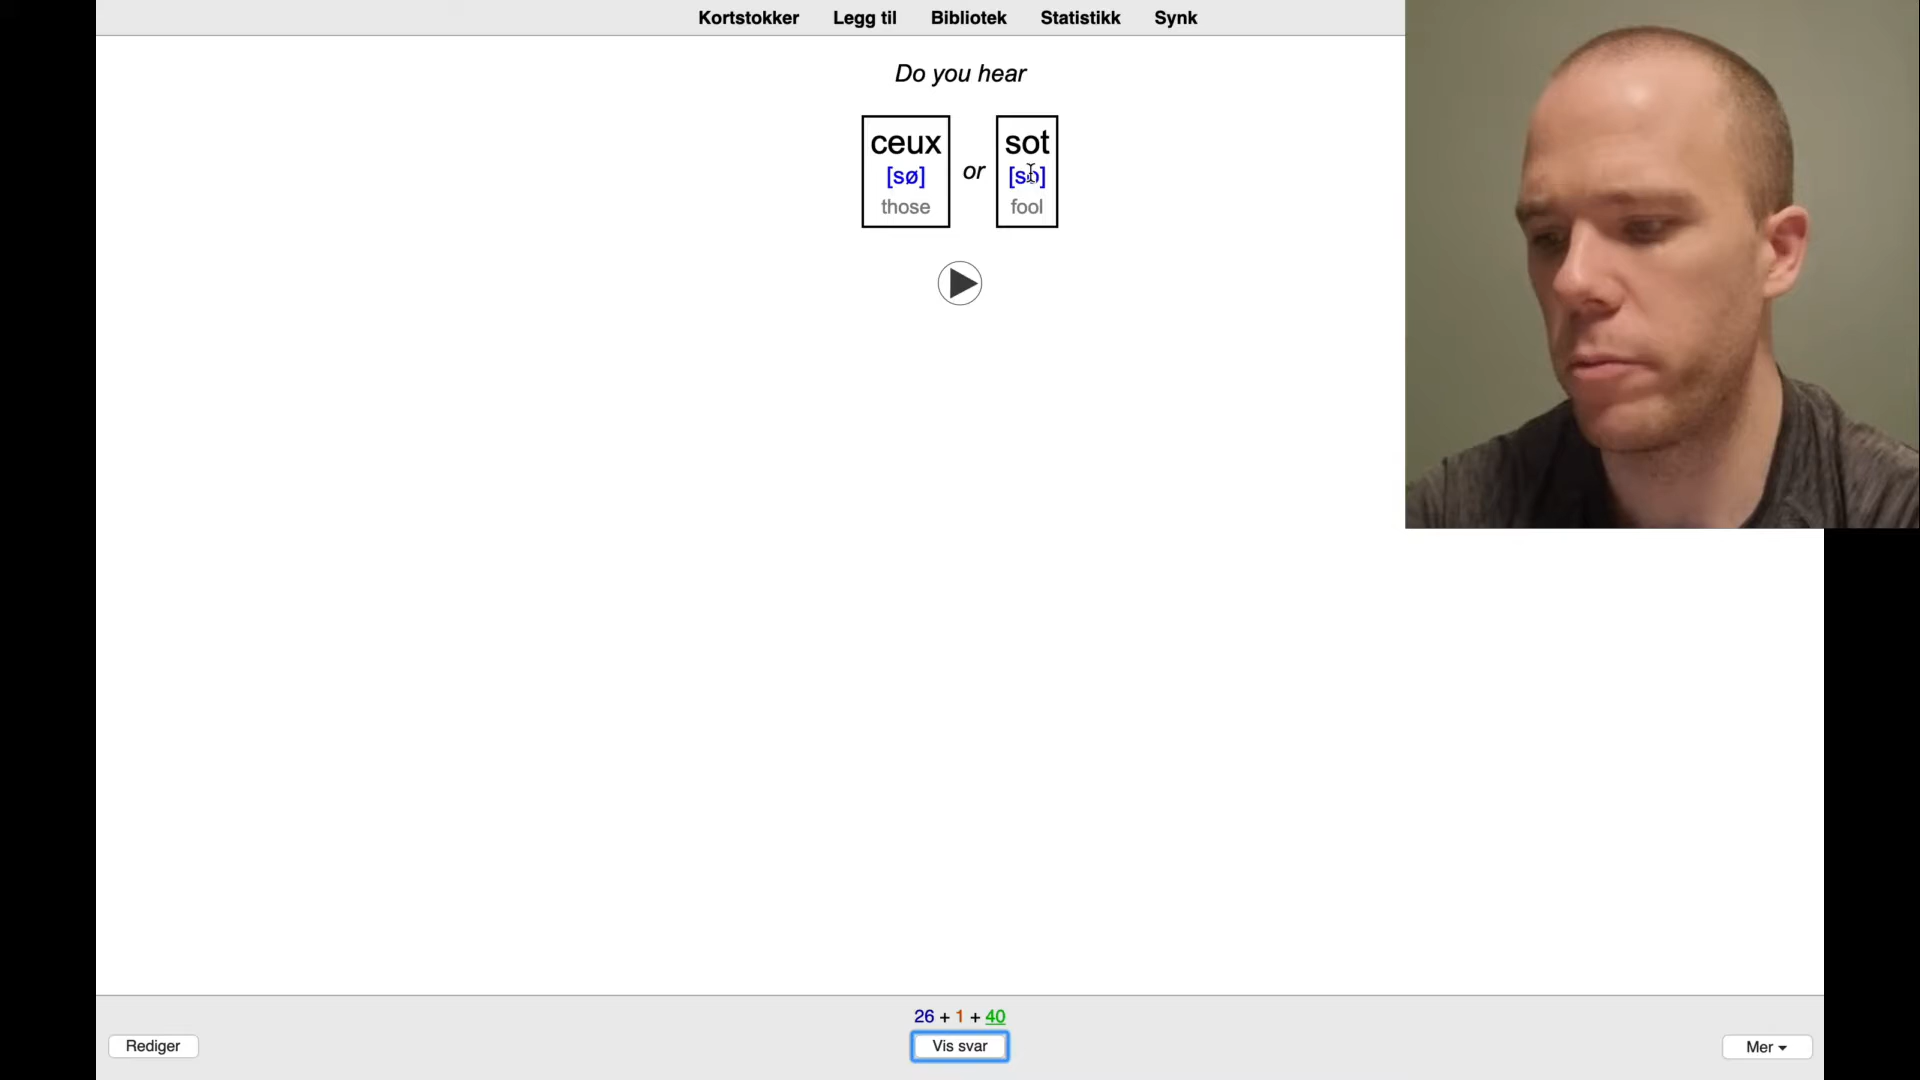 Kortstokker Legg til Bibliotek Statistikk Synk
Do you hear
ceux or sot
[sø] [so]
those fool
26 + 1 + 40
Rediger Vis svar Mer